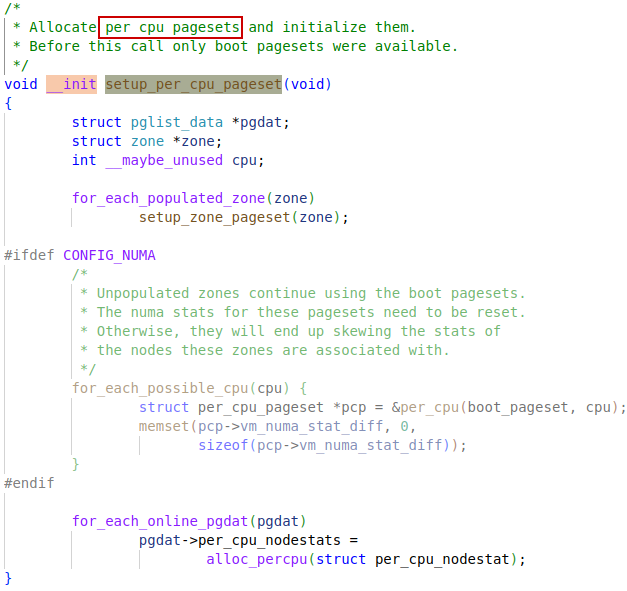 /*
 * Allocate per cpu pagesets and initialize them.
 * Before this call only boot pagesets were available.
 */
void __init setup_per_cpu_pageset(void)
{
        struct pglist_data *pgdat;
        struct zone *zone;
        int __maybe_unused cpu;

        for_each_populated_zone(zone)
                setup_zone_pageset(zone);

#ifdef CONFIG_NUMA
        /*
         * Unpopulated zones continue using the boot pagesets.
         * The numa stats for these pagesets need to be reset.
         * Otherwise, they will end up skewing the stats of
         * the nodes these zones are associated with.
         */
        for_each_possible_cpu(cpu) {
                struct per_cpu_pageset *pcp = &per_cpu(boot_pageset, cpu);
                memset(pcp->vm_numa_stat_diff, 0,
                       sizeof(pcp->vm_numa_stat_diff));
        }
#endif

        for_each_online_pgdat(pgdat)
                pgdat->per_cpu_nodestats =
                        alloc_percpu(struct per_cpu_nodestat);
}